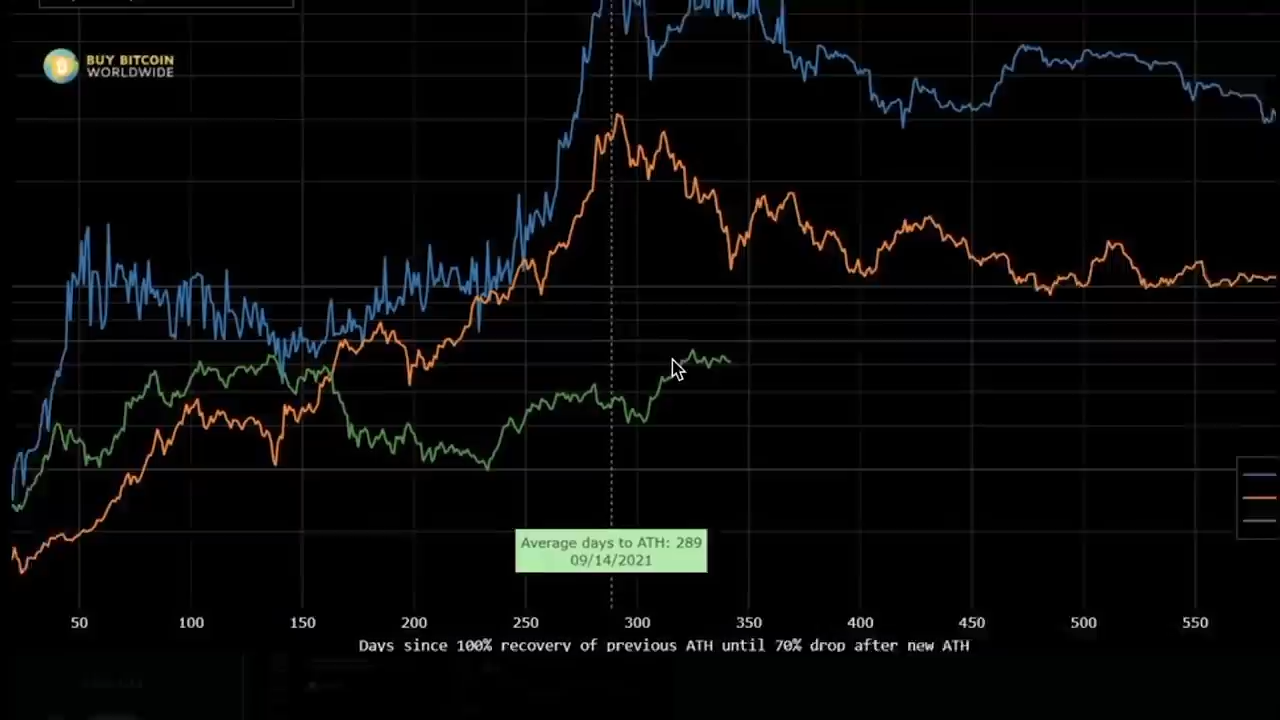 BUY BITCOIN
WORLDWIDE
Average days to ATH: 289
09/14/2021
50 100 150 200 250 300 350 400 450 500 550
Days since 100% recovery of previous ATH until 70% drop after new ATH